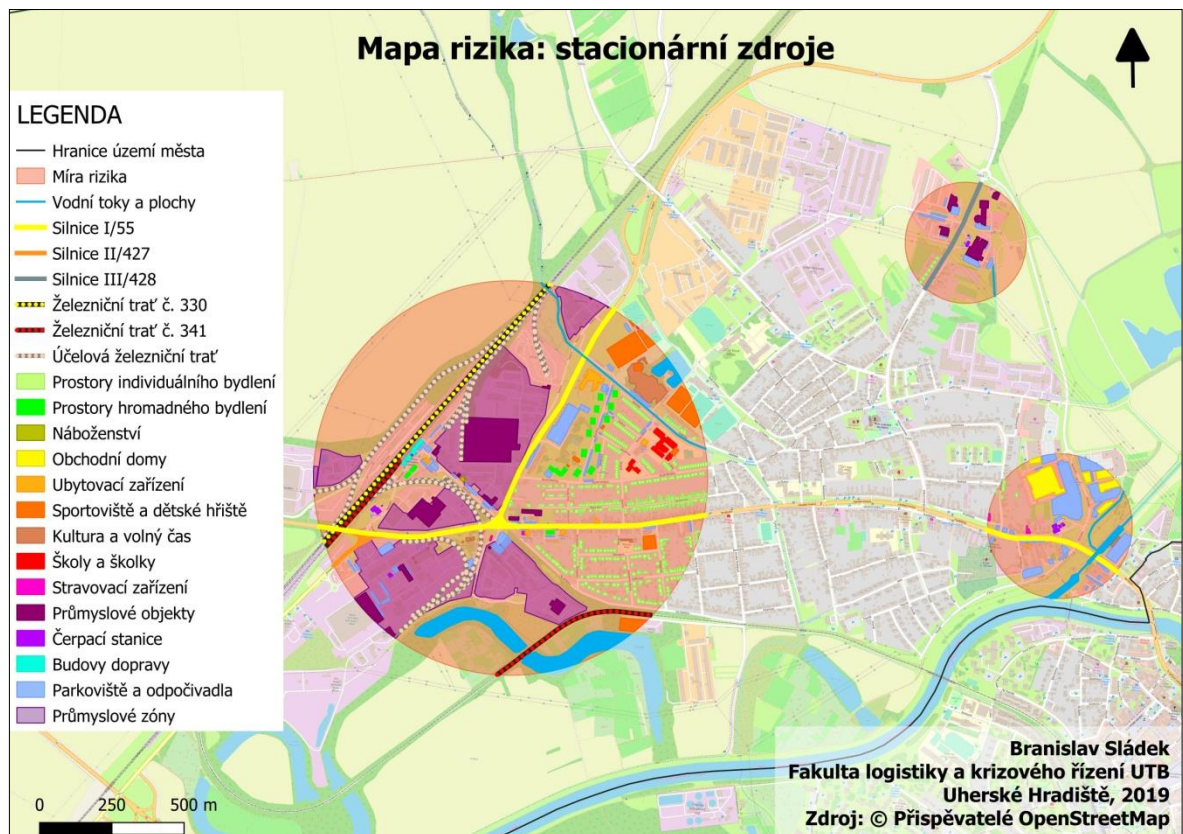 Mapa rizika: stacionární zdroje
LEGENDA
Hranice území města
Míra rizika
Vodní toky a plochy
Silnice I/55
Silnice II/427
Silnice III/428
Železniční trať č. 330
Železniční trať č. 341
Účelová železniční trať
Prostory individuálního bydlení
Prostory hromadného bydlení
Náboženství
Obchodní domy
Ubytovací zařízení
Sportoviště a dětské hřiště
Kultura a volný čas
Školy a školky
Stravovací zařízení
Průmyslové objekty
Čerpací stanice
Budovy dopravy
Parkoviště a odpočivadla
Průmyslové zóny
0 250 500 m
Branislav Sládek
Fakulta logistiky a krizového řízení UTB
Uherské Hradiště, 2019
Zdroj: © Přispěvatelé OpenStreetMap